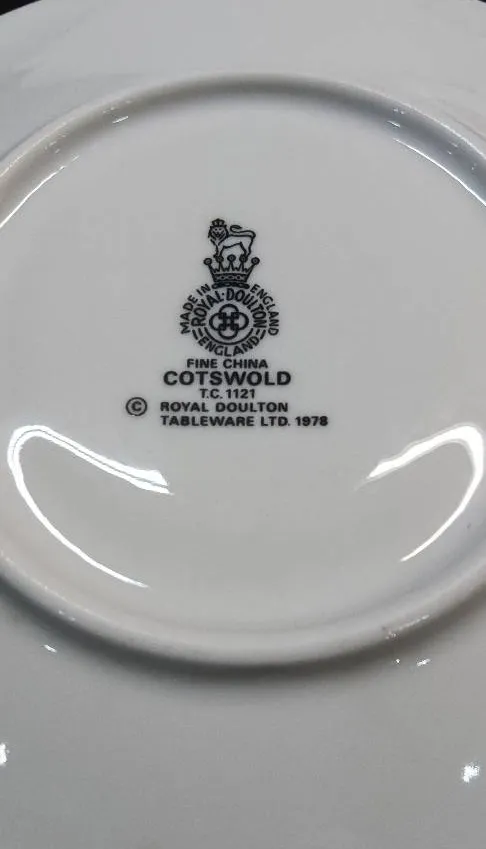 MADE IN ENGLAND
ROYAL·DOULTON
ENGLAND
FINE CHINA
COTSWOLD
T.C. 1121
© ROYAL DOULTON
TABLEWARE LTD. 1978